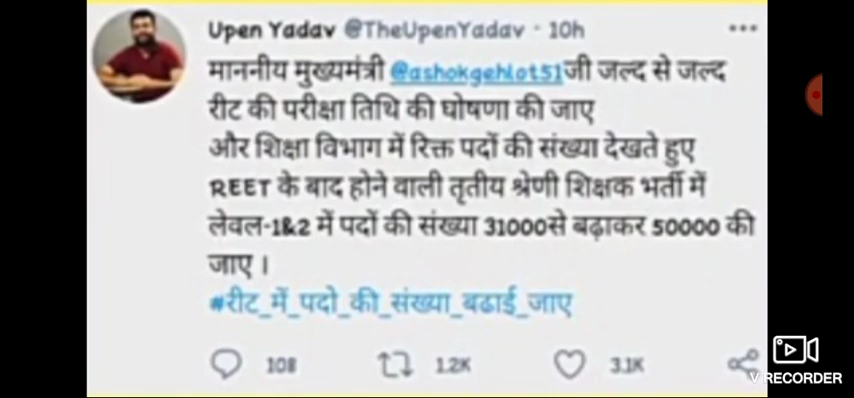 Upen Yadav @TheUpenYadav · 10h
माननीय मुख्यमंत्री @ashokgehlot51जी जल्द से जल्द
रीट की परीक्षा तिथि की घोषणा की जाए
और शिक्षा विभाग में रिक्त पदों की संख्या देखते हुए
REET के बाद होने वाली तृतीय श्रेणी शिक्षक भर्ती में
लेवल-1&2 में पदों की संख्या 31000से बढ़ाकर 50000 की
जाए ।
#रीट_में_पदो_की_संख्या_बढाई_जाए
108 1.2K 3.1K
V RECORDER